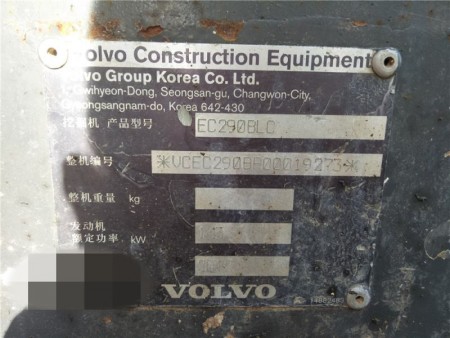 Volvo Construction Equipment
Volvo Group Korea Co. Ltd.
Gwihyeon-Dong, Seongsan-gu, Changwon-City,
Gyeongsangnam-do, Korea 642-430
挖掘机 产品型号 EC290BLC
整机编号
整机重量 kg
发动机
额定功率 kW
VOLVO